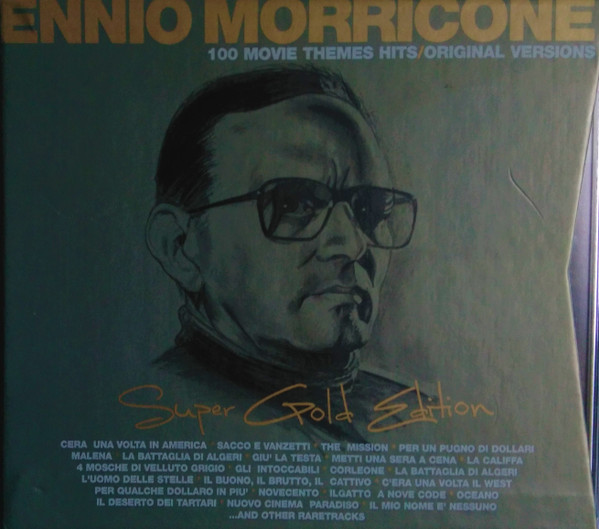 ENNIO MORRICONE
100 MOVIE THEMES HITS/ORIGINAL VERSIONS
Super Gold Edition
CERA UNA VOLTA IN AMERICA * SACCO E VANZETTI * THE MISSION * PER UN PUGNO DI DOLLARI
MALENA * LA BATTAGLIA DI ALGERI * GIU' LA TESTA * METTI UNA SERA A CENA * LA CALIFFA
4 MOSCHE DI VELLUTO GRIGIO * GLI INTOCCABILI * CORLEONE * LA BATTAGLIA DI ALGERI
L'UOMO DELLE STELLE * IL BUONO, IL BRUTTO, IL CATTIVO * C'ERA UNA VOLTA IL WEST
PER QUALCHE DOLLARO IN PIU' * NOVECENTO * ILGATTO A NOVE CODE * OCEANO
IL DESERTO DEI TARTARI * NUOVO CINEMA PARADISO * IL MIO NOME E' NESSUNO
...AND OTHER RARETRACKS